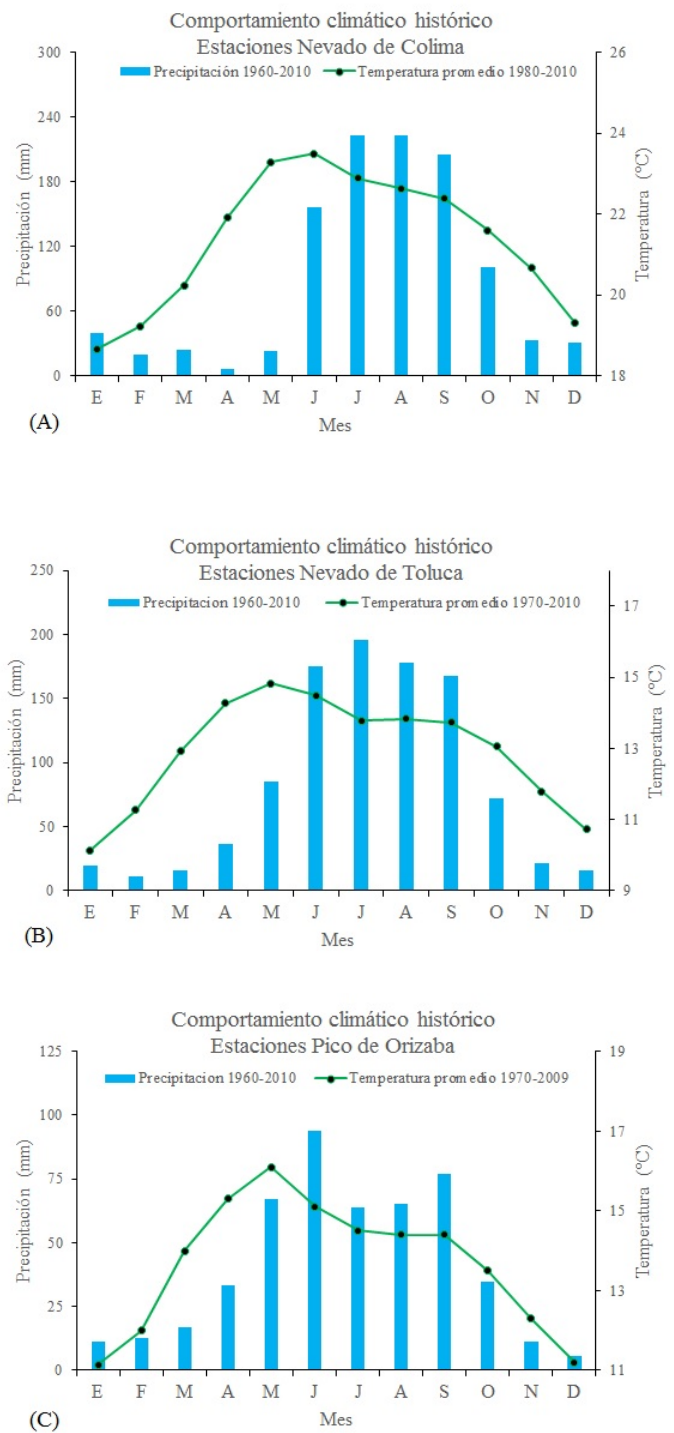 Comportamiento climático histórico
Estaciones Nevado de Colima
Precipitación 1960-2010 Temperatura promedio 1980-2010
300 26
240 24
180 22
120
60 20
0 18
Precipitación (mm)
Temperatura (°C)
E F M A M J J A S O N D
Mes
(A)
Comportamiento climático histórico
Estaciones Nevado de Toluca
Precipitacion 1960-2010 Temperatura promedio 1970-2010
250
200 17
150 15
100 13
50 11
0 9
Precipitación (mm)
Temperatura (°C)
E F M A M J J A S O N D
Mes
(B)
Comportamiento climático histórico
Estaciones Pico de Orizaba
Precipitacion 1960-2010 Temperatura promedio 1970-2009
125 19
100 17
75 15
50 13
25
0 11
Precipitación (mm)
Temperatura (°C)
E F M A M J J A S O N D
Mes
(C)